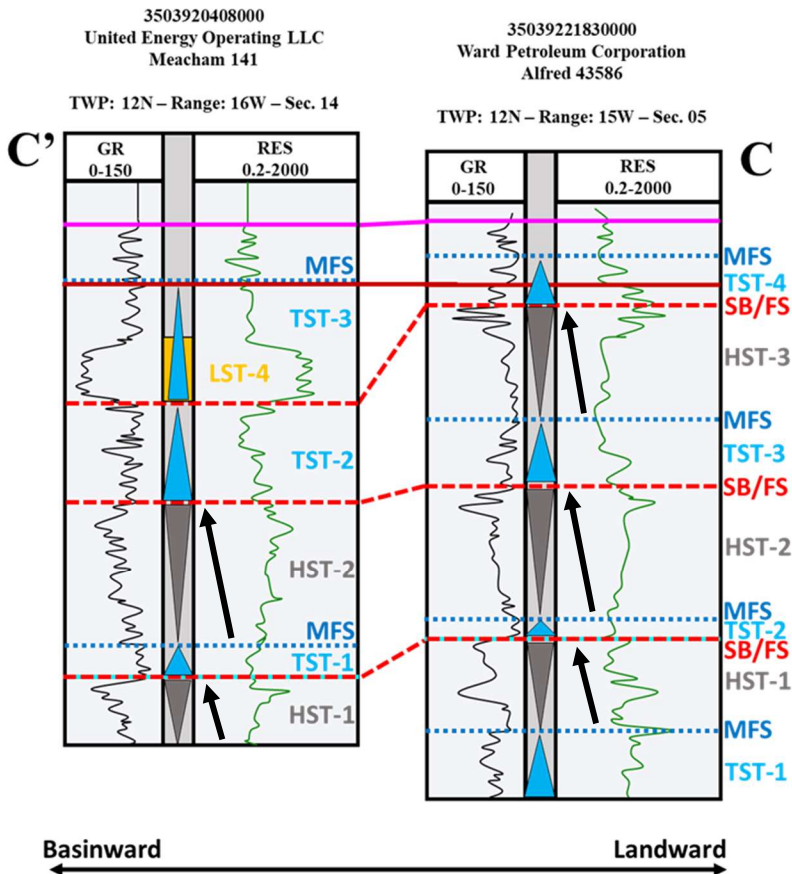 3503920408000
United Energy Operating LLC
Meacham 141
TWP: 12N – Range: 16W – Sec. 14
35039221830000
Ward Petroleum Corporation
Alfred 43586
TWP: 12N – Range: 15W – Sec. 05
C’
GR
0-150
RES
0.2-2000
MFS
TST-3
LST-4
TST-2
HST-2
MFS
TST-1
HST-1
C
GR
0-150
RES
0.2-2000
MFS
TST-4
SB/FS
HST-3
MFS
TST-3
SB/FS
HST-2
MFS
TST-2
SB/FS
HST-1
MFS
TST-1
Basinward
Landward